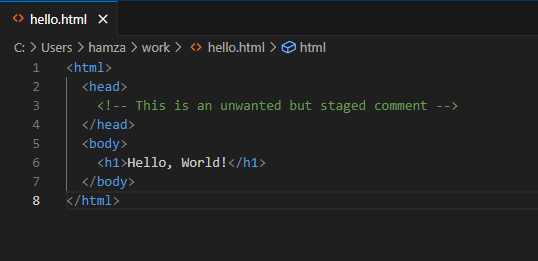 <> hello.html ×
C: > Users > hamza > work > <> hello.html > html
1 <html>
2   <head>
3     <!-- This is an unwanted but staged comment -->
4   </head>
5   <body>
6     <h1>Hello, World!</h1>
7   </body>
8 </html>